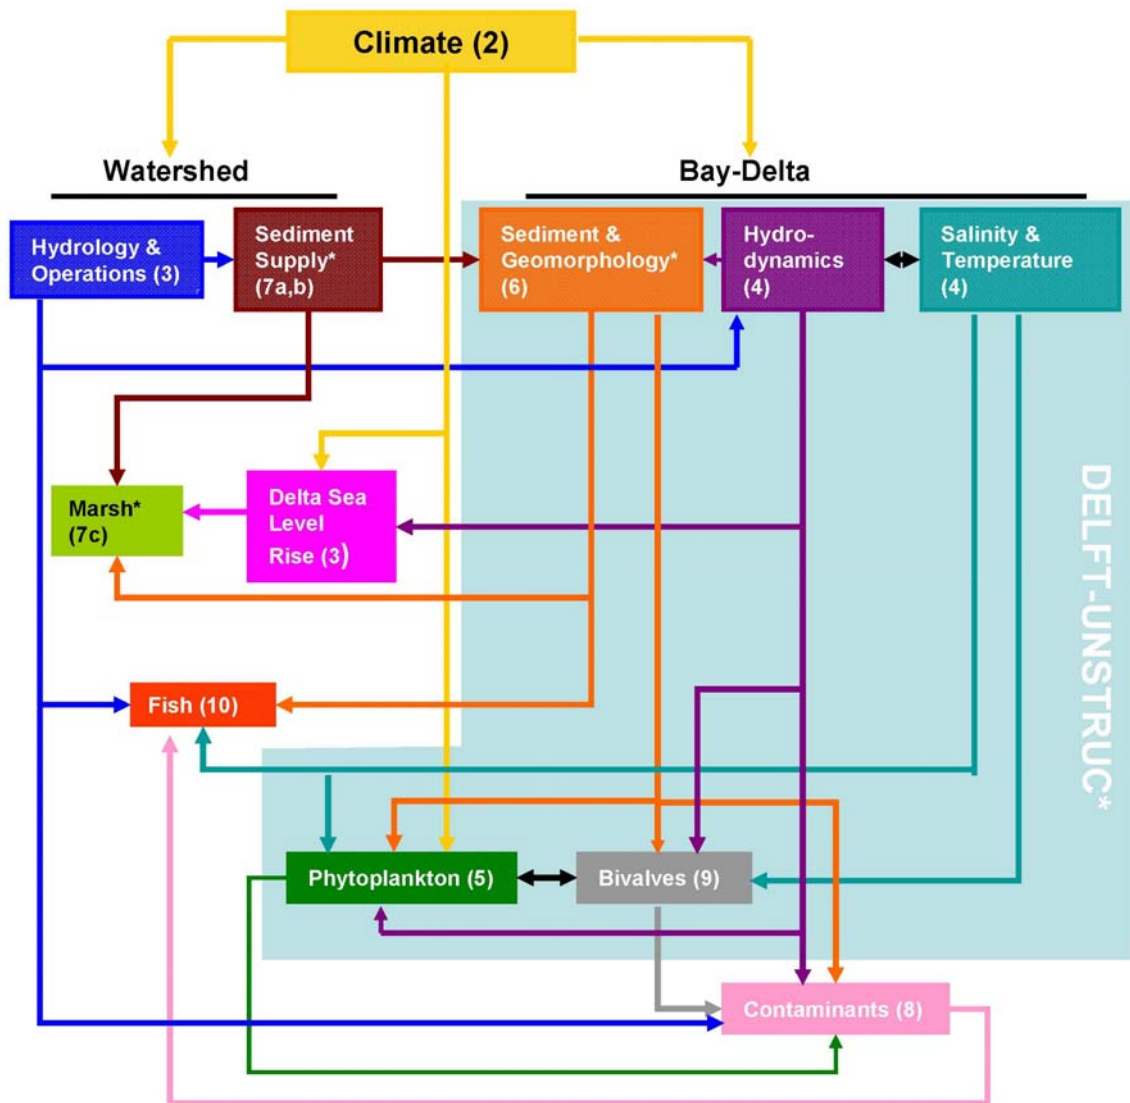 Climate (2)
Watershed
Bay-Delta
Hydrology &
Operations (3)
Sediment
Supply*
(7a,b)
Sediment &
Geomorphology*
(6)
Hydro-
dynamics
(4)
Salinity &
Temperature
(4)
Marsh*
(7c)
Delta Sea
Level
Rise (3)
DELFT-UNSTRUC*
Fish (10)
Phytoplankton (5)
Bivalves (9)
Contaminants (8)